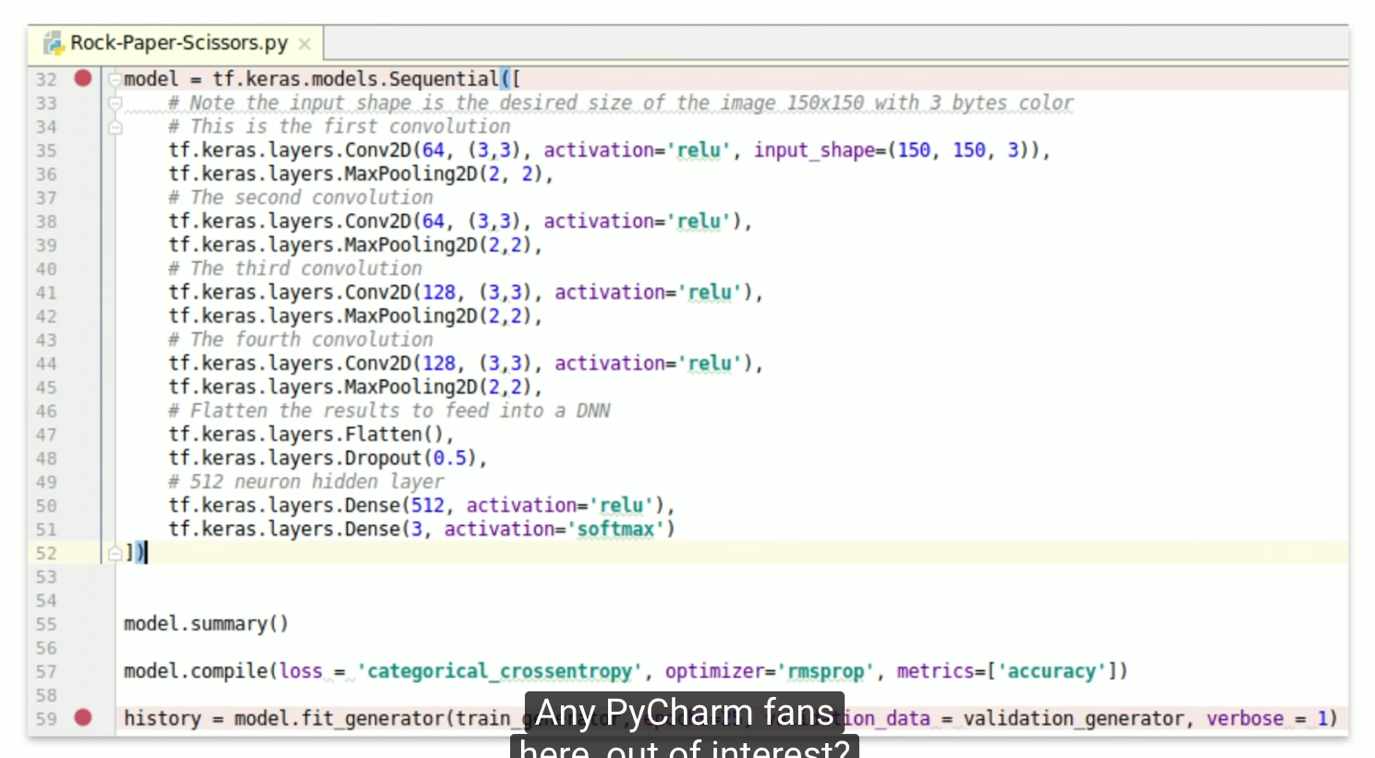 Rock-Paper-Scissors.py
32 model = tf.keras.models.Sequential([
33     # Note the input shape is the desired size of the image 150x150 with 3 bytes color
34     # This is the first convolution
35     tf.keras.layers.Conv2D(64, (3,3), activation='relu', input_shape=(150, 150, 3)),
36     tf.keras.layers.MaxPooling2D(2, 2),
37     # The second convolution
38     tf.keras.layers.Conv2D(64, (3,3), activation='relu'),
39     tf.keras.layers.MaxPooling2D(2,2),
40     # The third convolution
41     tf.keras.layers.Conv2D(128, (3,3), activation='relu'),
42     tf.keras.layers.MaxPooling2D(2,2),
43     # The fourth convolution
44     tf.keras.layers.Conv2D(128, (3,3), activation='relu'),
45     tf.keras.layers.MaxPooling2D(2,2),
46     # Flatten the results to feed into a DNN
47     tf.keras.layers.Flatten(),
48     tf.keras.layers.Dropout(0.5),
49     # 512 neuron hidden layer
50     tf.keras.layers.Dense(512, activation='relu'),
51     tf.keras.layers.Dense(3, activation='softmax')
52 ])
53
54
55 model.summary()
56
57 model.compile(loss = 'categorical_crossentropy', optimizer='rmsprop', metrics=['accuracy'])
58
59 history = model.fit_generator( = validation_generator, verbose = 1)
Any PyCharm fans
here, out of interest?